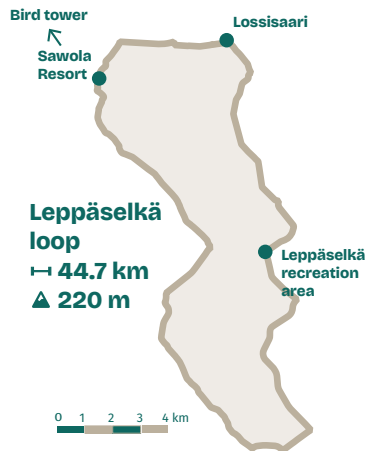 Bird tower
Lossisaari
Sawola
Resort
Leppäselkä
loop
44.7 km
220 m
Leppäselkä
recreation
area
0 1 2 3 4 km